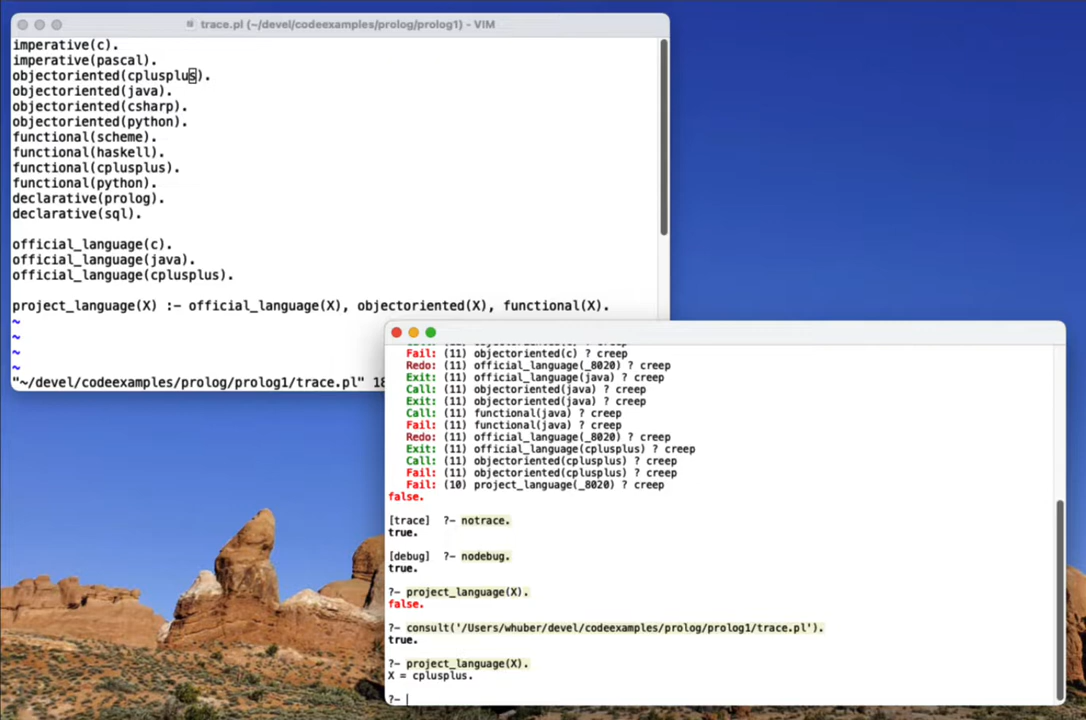 trace.pl (~/devel/codeexamples/prolog/prolog1) - VIM
imperative(c).
imperative(pascal).
objectoriented(cplusplus).
objectoriented(java).
objectoriented(csharp).
objectoriented(python).
functional(scheme).
functional(haskell).
functional(cplusplus).
functional(python).
declarative(prolog).
declarative(sql).
official_language(c).
official_language(java).
official_language(cplusplus).
project_language(X) :- official_language(X), objectoriented(X), functional(X).
~
~
~
~
"~/devel/codeexamples/prolog/prolog1/trace.pl" 18
Fail: (11) objectoriented(c) ? creep
Redo: (11) official_language(_8020) ? creep
Exit: (11) official_language(java) ? creep
Call: (11) objectoriented(java) ? creep
Exit: (11) objectoriented(java) ? creep
Call: (11) functional(java) ? creep
Fail: (11) functional(java) ? creep
Redo: (11) official_language(_8020) ? creep
Exit: (11) official_language(cplusplus) ? creep
Call: (11) objectoriented(cplusplus) ? creep
Fail: (11) objectoriented(cplusplus) ? creep
Fail: (10) project_language(_8020) ? creep
false.
[trace]  ?- notrace.
true.
[debug]  ?- nodebug.
true.
?- project_language(X).
false.
?- consult('/Users/whuber/devel/codeexamples/prolog/prolog1/trace.pl').
true.
?- project_language(X).
X = cplusplus.
?-